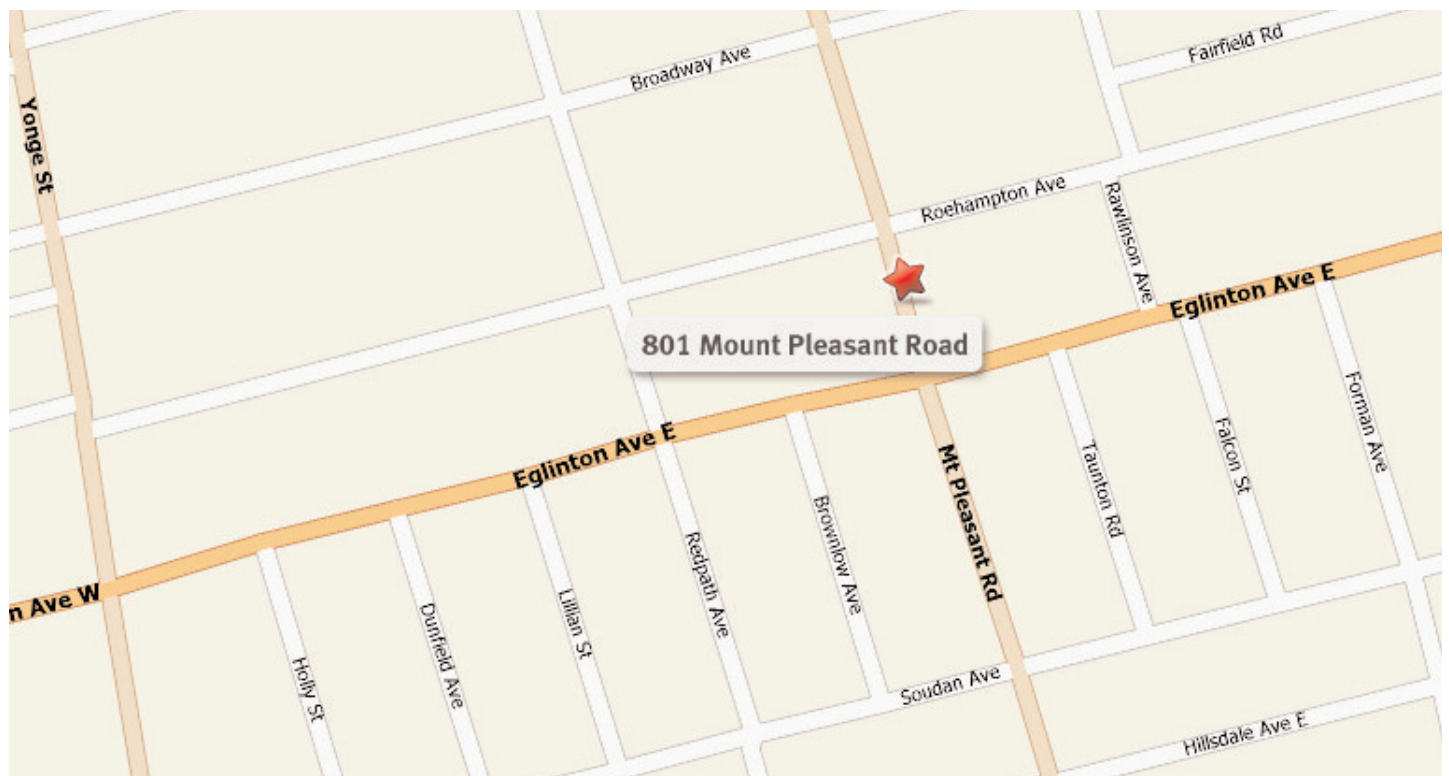 Fairfield Rd
Broadway Ave
Yonge St
Roehampton Ave
Rawlinson Ave
Eglinton Ave E
801 Mount Pleasant Road
Forman Ave
Eglinton Ave E
Falcon St
Taunton Rd
Mt Pleasant Rd
Brownlow Ave
Redpath Ave
n Ave W
Lillian St
Dunfield Ave
Holly St
Soudan Ave
Hillsdale Ave E